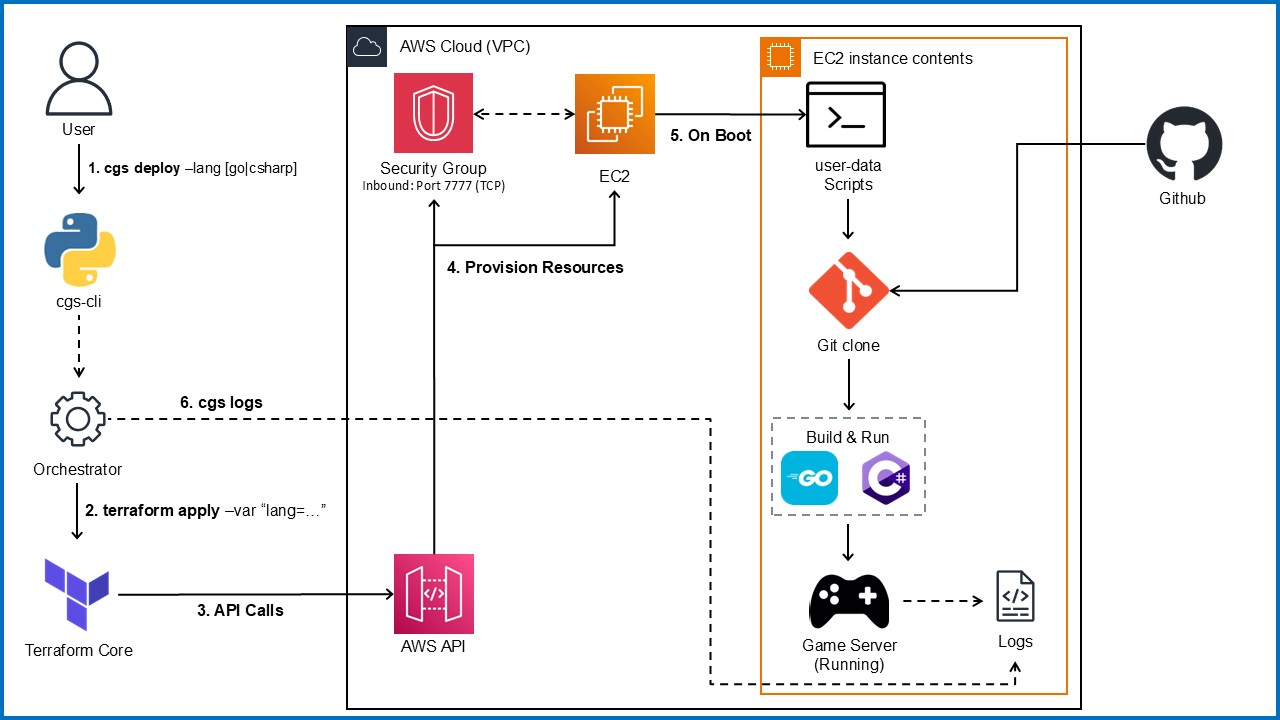 AWS Cloud (VPC)
EC2 instance contents
User
1. cgs deploy –lang [go|csharp]
cgs-cli
Orchestrator
2. terraform apply –var “lang=…”
Terraform Core
3. API Calls
AWS API
4. Provision Resources
Security Group
Inbound: Port 7777 (TCP)
EC2
5. On Boot
user-data
Scripts
Github
Git clone
Build & Run
GO
C#
Game Server
(Running)
Logs
6. cgs logs